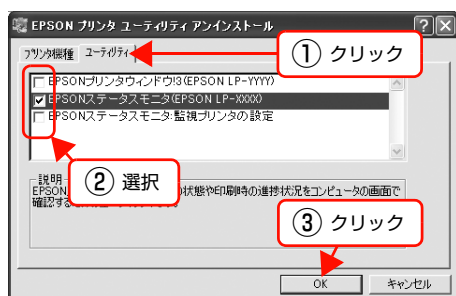 EPSON プリンタ ユーティリティ アンインストール
プリンタ機種 ユーティリティ
① クリック
EPSONプリンタウィンドウ!3(EPSON LP-YYYY)
EPSONステータスモニタ(EPSON LP-XXXX)
EPSONステータスモニタ:監視プリンタの設定
② 選択
説明
EPSON
の状態や印刷時の進捗状況をコンピュータの画面で
確認する
③ クリック
OK キャンセル